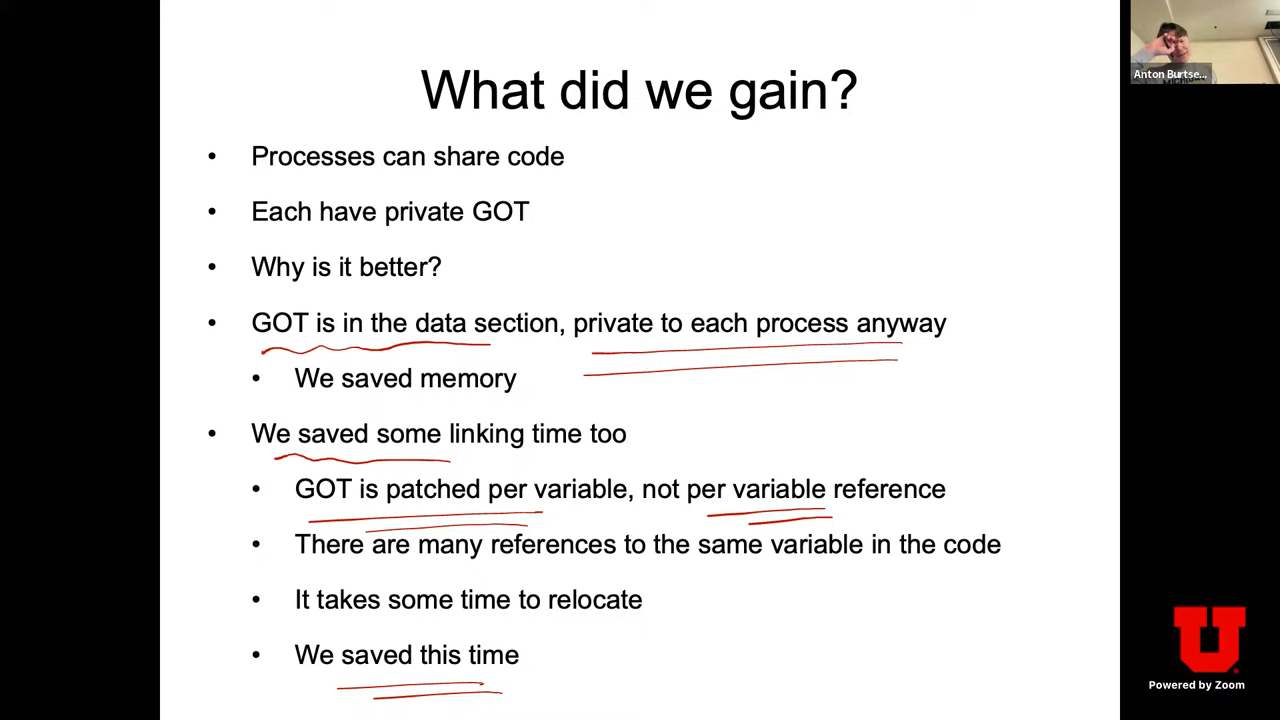 What did we gain?
• Processes can share code
• Each have private GOT
• Why is it better?
• GOT is in the data section, private to each process anyway
• We saved memory
• We saved some linking time too
• GOT is patched per variable, not per variable reference
• There are many references to the same variable in the code
• It takes some time to relocate
• We saved this time
Anton Burtse...
U
Powered by Zoom